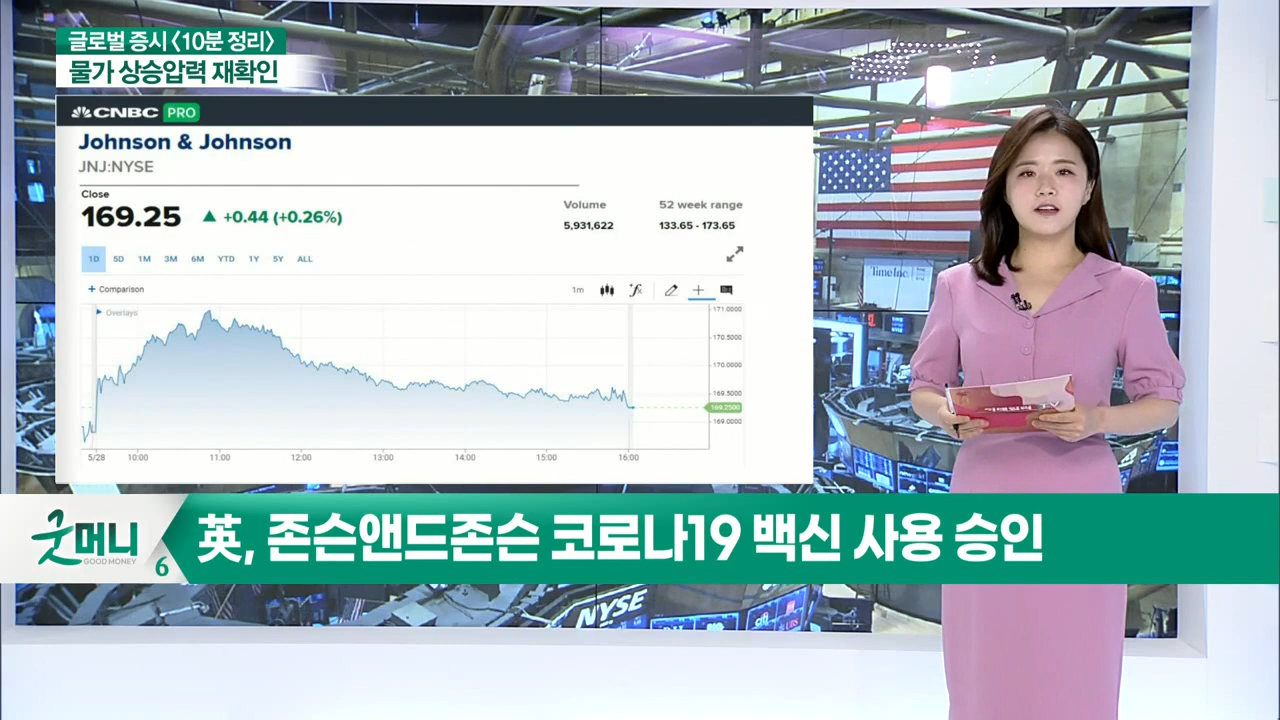 글로벌 증시 <10분 정리>
물가 상승압력 재확인
CNBC PRO
Johnson & Johnson
JNJ:NYSE
Close
169.25 ▲ +0.44 (+0.26%)
Volume
5,931,622
52 week range
133.65 - 173.65
1D 5D 1M 3M 6M YTD 1Y 5Y ALL
+ Comparison
1m
Overlays
171.0000
170.5000
170.0000
169.5000
169.2500
169.0000
5/28 10:00 11:00 12:00 13:00 14:00 15:00 16:00
Time Inc.
굿머니
GOOD MONEY
6
英, 존슨앤드존슨 코로나19 백신 사용 승인
NYSE
citi